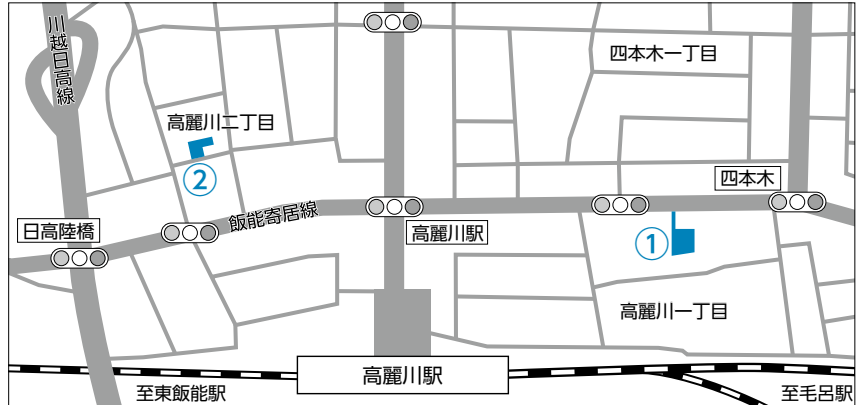 川越日高線
四本木一丁目
高麗川二丁目
②
四本木
飯能寄居線
日高陸橋
高麗川駅
①
高麗川一丁目
高麗川駅
至東飯能駅
至毛呂駅